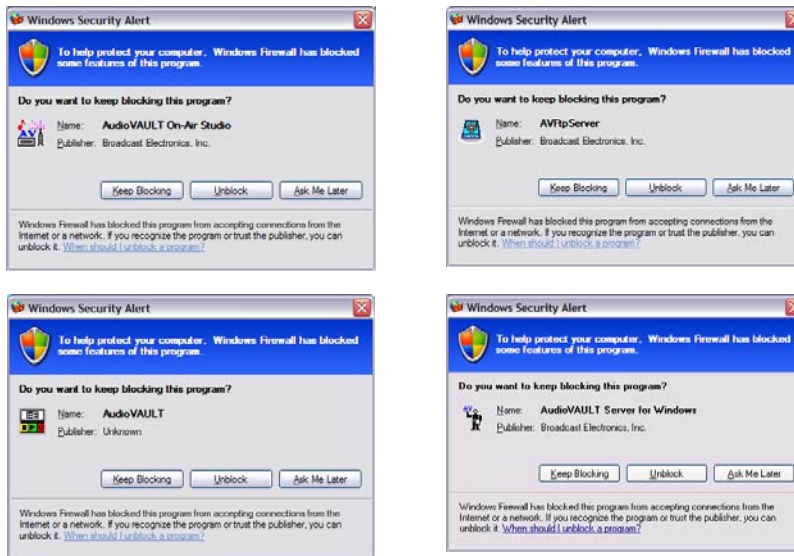 Windows Security Alert
To help protect your computer, Windows Firewall has blocked
some features of this program.
Do you want to keep blocking this program?
Name: AudioVAULT On-Air Studio
Publisher: Broadcast Electronics, Inc.
Keep Blocking Unblock Ask Me Later
Windows Firewall has blocked this program from accepting connections from the
Internet or a network. If you recognize the program or trust the publisher, you can
unblock it. When should I unblock a program?
Windows Security Alert
To help protect your computer, Windows Firewall has blocked
some features of this program.
Do you want to keep blocking this program?
Name: AVFtpServer
Publisher: Broadcast Electronics, Inc.
Keep Blocking Unblock Ask Me Later
Windows Firewall has blocked this program from accepting connections from the
Internet or a network. If you recognize the program or trust the publisher, you can
unblock it. When should I unblock a program?
Windows Security Alert
To help protect your computer, Windows Firewall has blocked
some features of this program.
Do you want to keep blocking this program?
Name: AudioVAULT
Publisher: Unknown
Keep Blocking Unblock Ask Me Later
Windows Firewall has blocked this program from accepting connections from the
Internet or a network. If you recognize the program or trust the publisher, you can
unblock it. When should I unblock a program?
Windows Security Alert
To help protect your computer, Windows Firewall has blocked
some features of this program.
Do you want to keep blocking this program?
Name: AudioVAULT Server for Windows
Publisher: Broadcast Electronics, Inc.
Keep Blocking Unblock Ask Me Later
Windows Firewall has blocked this program from accepting connections from the
Internet or a network. If you recognize the program or trust the publisher, you can
unblock it. When should I unblock a program?